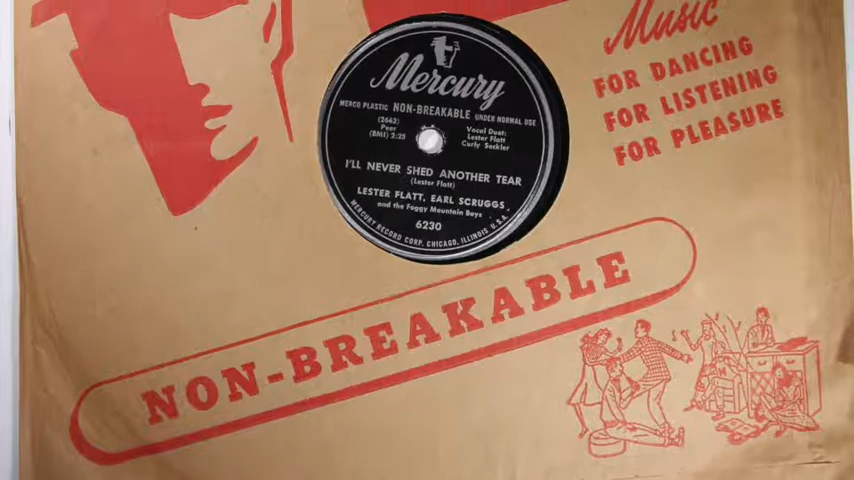 Music
FOR DANCING
FOR LISTENING
FOR PLEASURE
Mercury
MERCO PLASTIC NON-BREAKABLE UNDER NORMAL USE
(2662)
Peer
(BMI) 2:25
Vocal Duet:
Lester Flatt
Curly Seckler
I'LL NEVER SHED ANOTHER TEAR
(Lester Flatt)
LESTER FLATT, EARL SCRUGGS
and the Foggy Mountain Boys
6230
MERCURY RECORD CORP. CHICAGO, ILLINOIS U.S.A.
NON-BREAKABLE